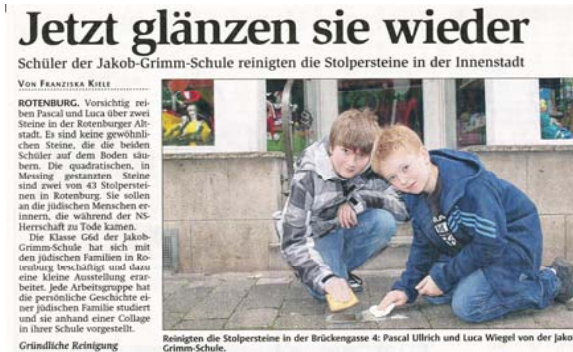 Jetzt glänzen sie wieder
Schüler der Jakob-Grimm-Schule reinigten die Stolpersteine in der Innenstadt
VON FRANZISKA KIELE
ROTENBURG. Vorsichtig rei-
ben Pascal und Luca über zwei
Steine in der Rotenburger Alt-
stadt. Es sind keine gewöhnli-
chen Steine, die die beiden
Schüler auf dem Boden säu-
bern. Die quadratischen, in
Messing gestanzten Steine
sind zwei von 43 Stolperstei-
nen in Rotenburg. Sie sollen
an die jüdischen Menschen er-
innern, die während der NS-
Herrschaft zu Tode kamen.
Die Klasse G6d der Jakob-
Grimm-Schule hat sich mit
den jüdischen Familien in Ro-
tenburg beschäftigt und dazu
eine kleine Ausstellung erar-
beitet. Jede Arbeitsgruppe hat
die persönliche Geschichte ei-
ner jüdischen Familie studiert
und sie anhand einer Collage
in ihrer Schule vorgestellt.
Gründliche Reinigung
Reinigten die Stolpersteine in der Brückengasse 4: Pascal Ullrich und Luca Wiegel von der Jako
Grimm-Schule.